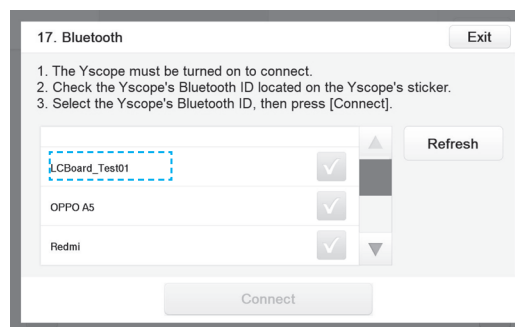 17. Bluetooth
Exit
1. The Yscope must be turned on to connect.
2. Check the Yscope's Bluetooth ID located on the Yscope's sticker.
3. Select the Yscope's Bluetooth ID, then press [Connect].
Refresh
LCBoard_Test01
OPPO A5
Redmi
Connect